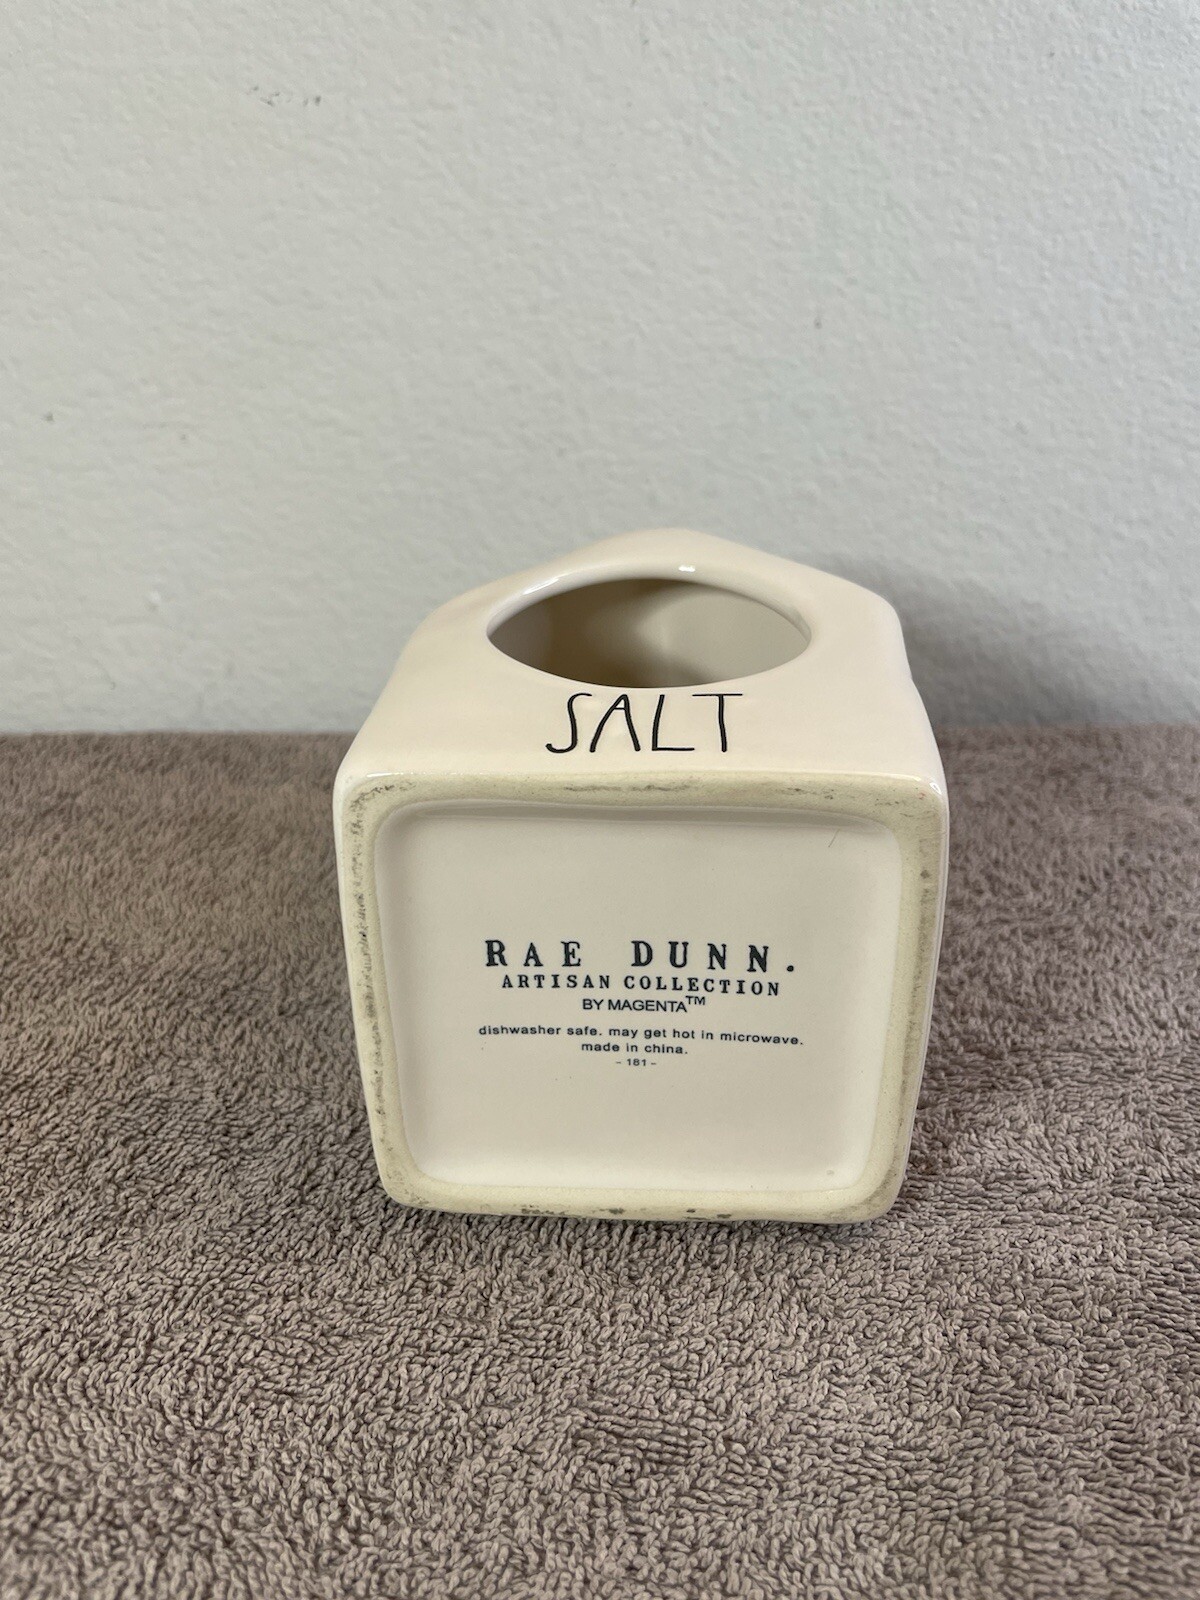 SALT
RAE DUNN.
ARTISAN COLLECTION
BY MAGENTA™
dishwasher safe. may get hot in microwave.
made in china.
- 181 -